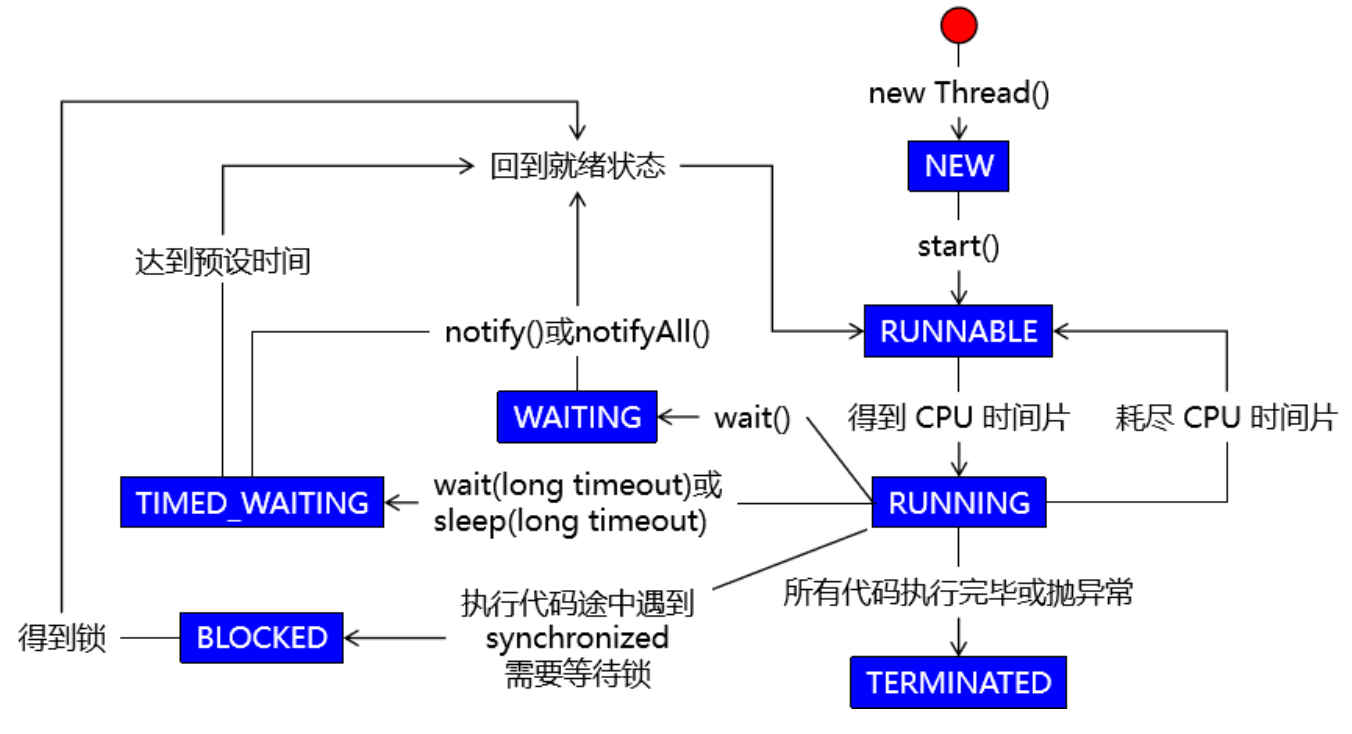 new Thread()
NEW
回到就绪状态
start()
达到预设时间
notify()或notifyAll()
RUNNABLE
WAITING
wait()
得到 CPU 时间片
耗尽 CPU 时间片
TIMED_WAITING
wait(long timeout)或
sleep(long timeout)
RUNNING
所有代码执行完毕或抛异常
执行代码途中遇到
synchronized
需要等待锁
得到锁
BLOCKED
TERMINATED